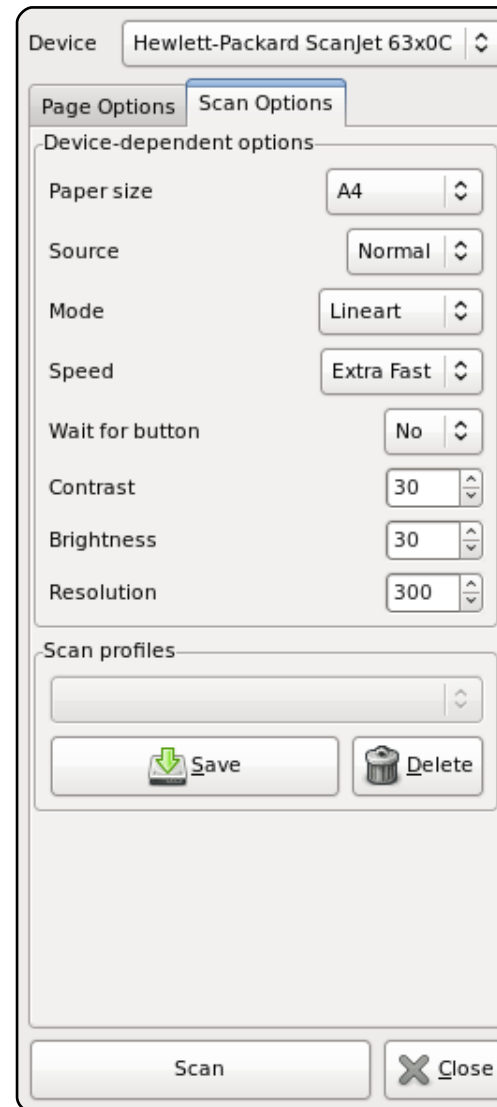 Device Hewlett-Packard ScanJet 63x0C
Page Options Scan Options
Device-dependent options
Paper size A4
Source Normal
Mode Lineart
Speed Extra Fast
Wait for button No
Contrast 30
Brightness 30
Resolution 300
Scan profiles
Save Delete
Scan Close